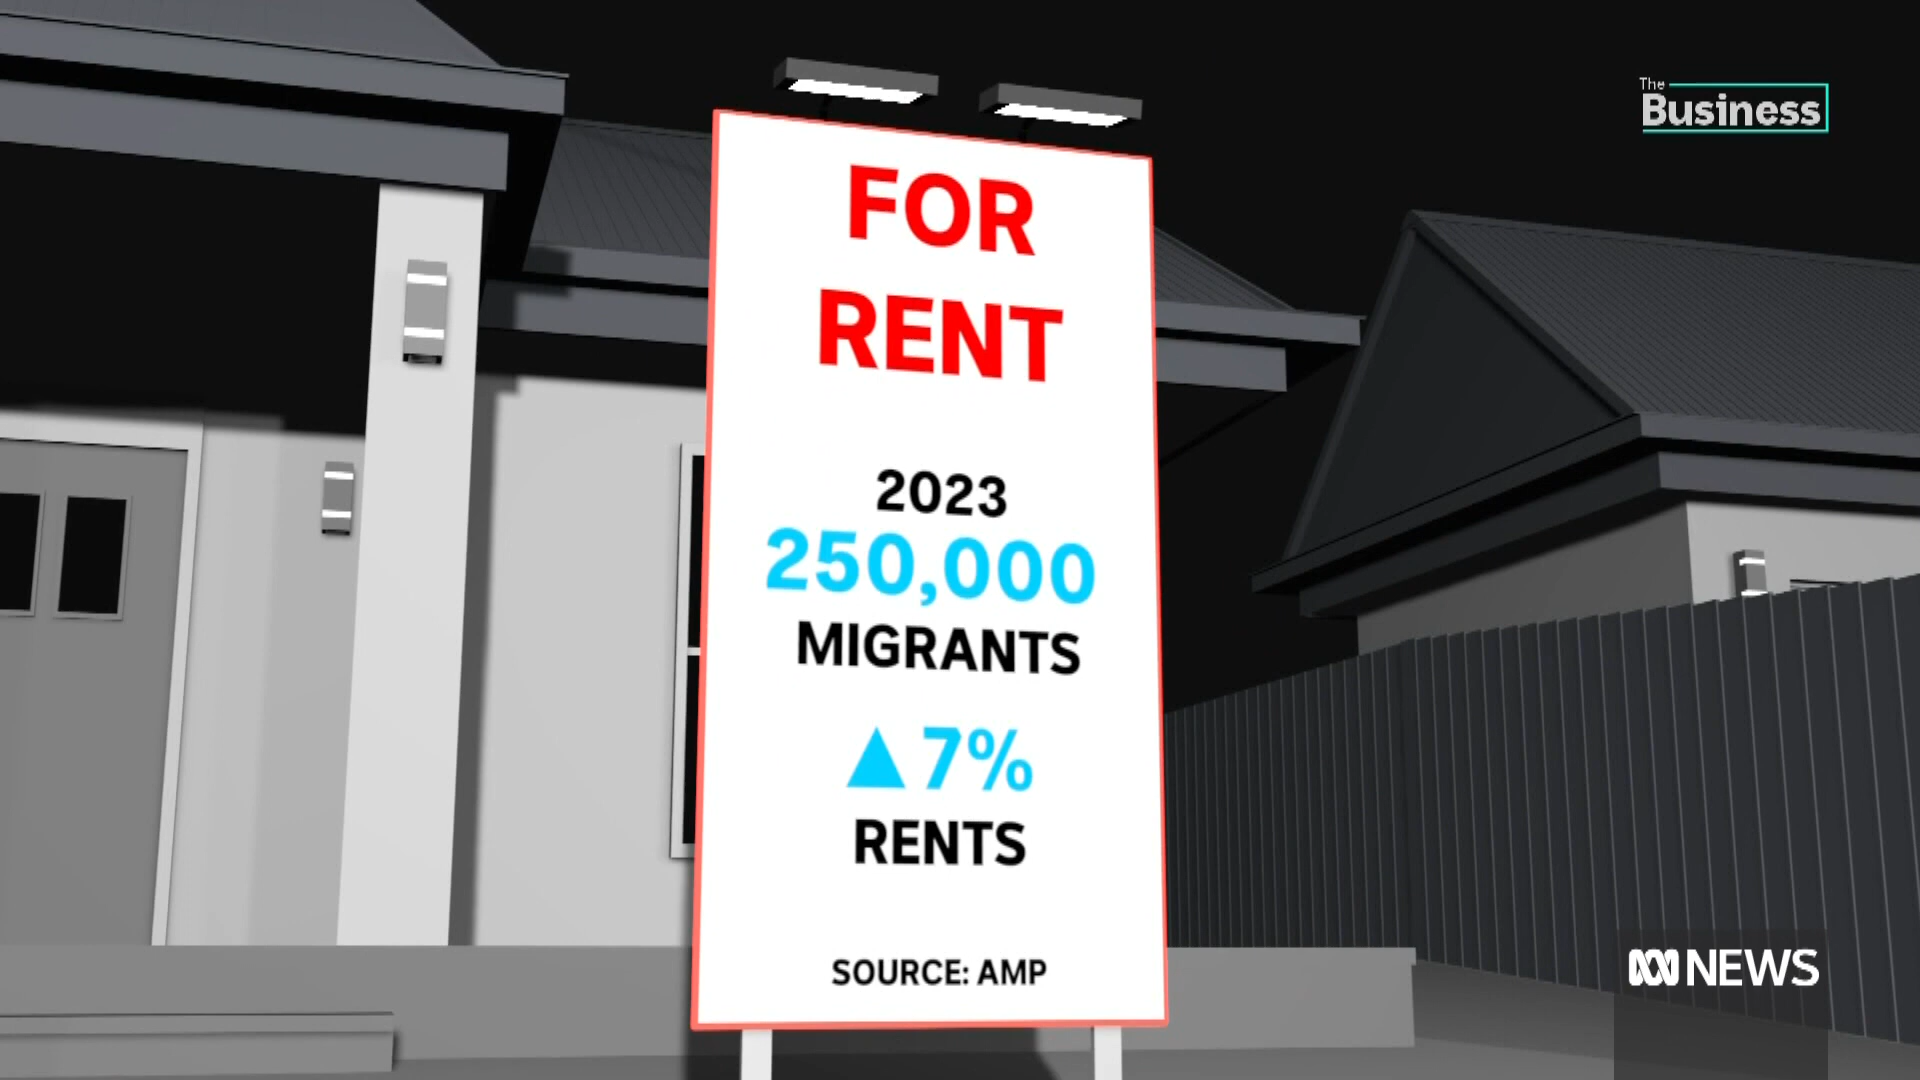 The
Business
FOR
RENT
2023
250,000
MIGRANTS
▲7%
RENTS
SOURCE: AMP
NEWS